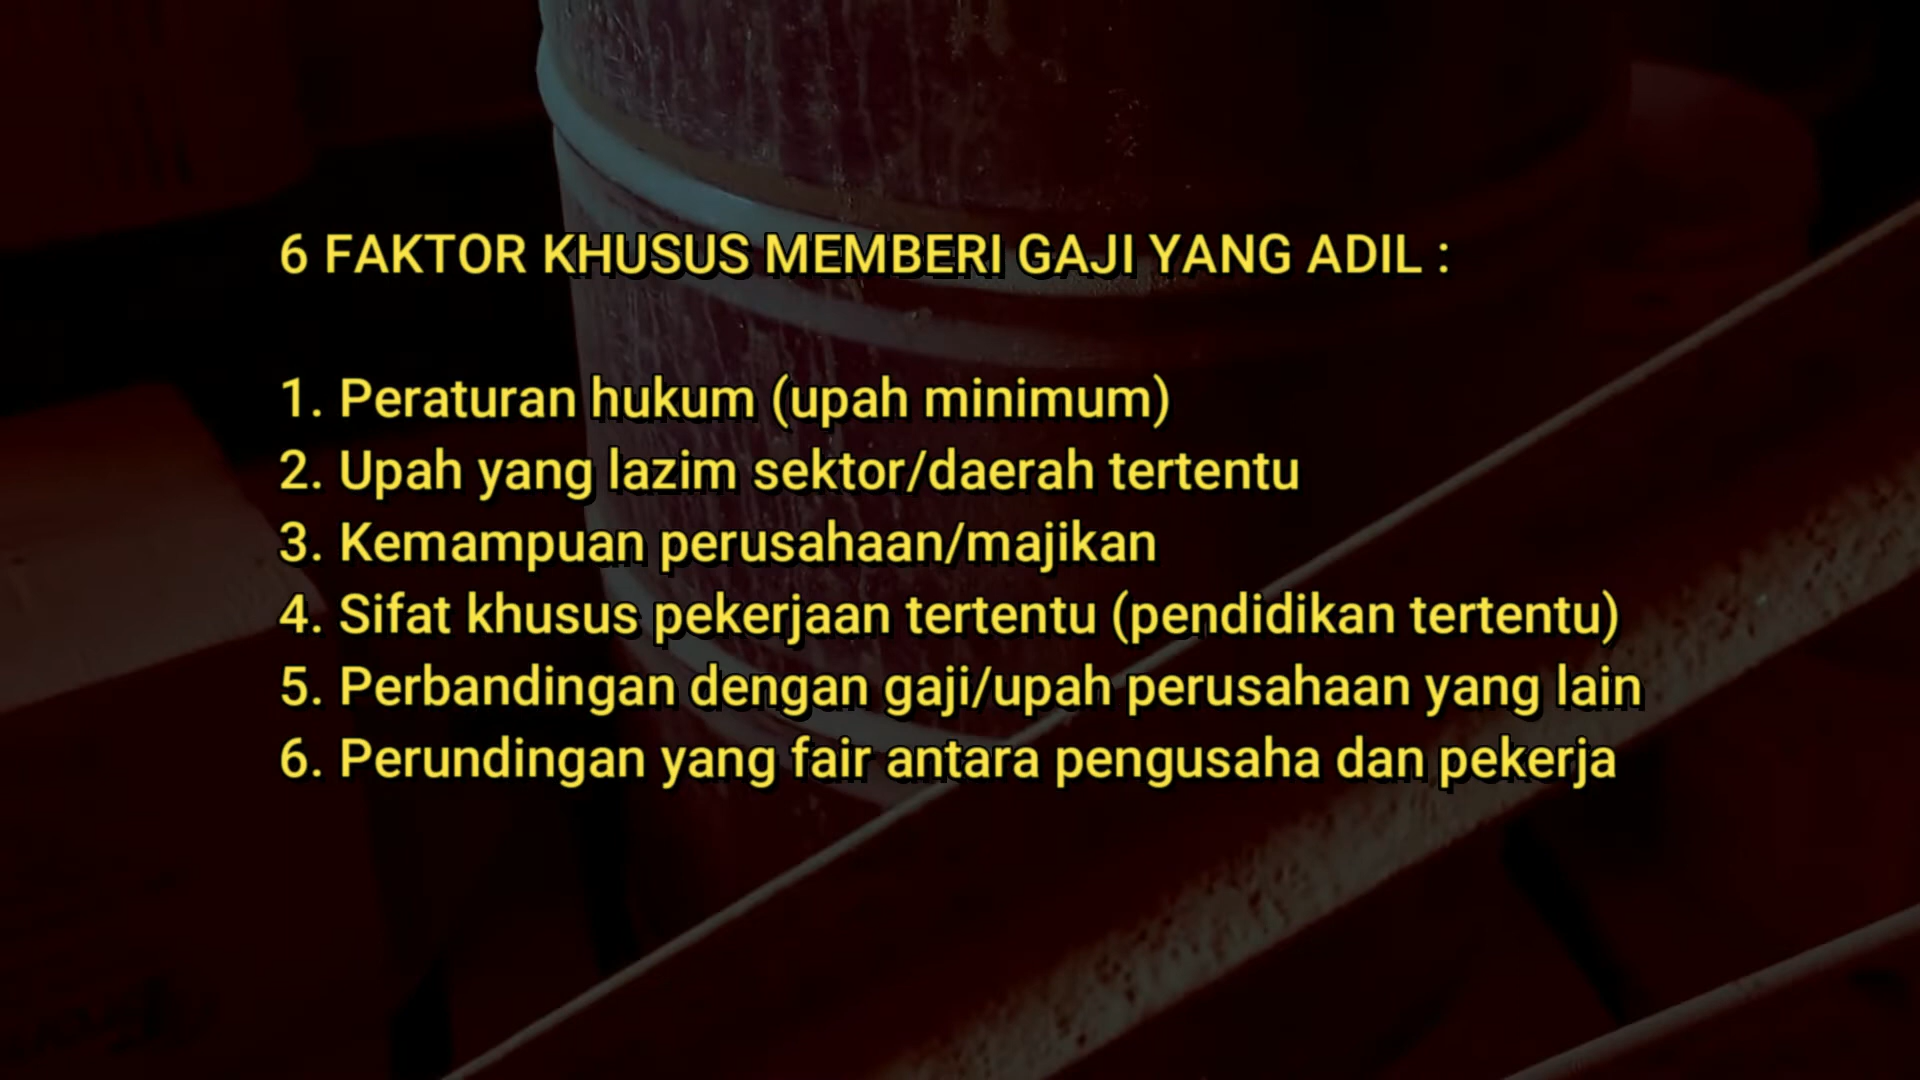 6 FAKTOR KHUSUS MEMBERI GAJI YANG ADIL :
1. Peraturan hukum (upah minimum)
2. Upah yang lazim sektor/daerah tertentu
3. Kemampuan perusahaan/majikan
4. Sifat khusus pekerjaan tertentu (pendidikan tertentu)
5. Perbandingan dengan gaji/upah perusahaan yang lain
6. Perundingan yang fair antara pengusaha dan pekerja